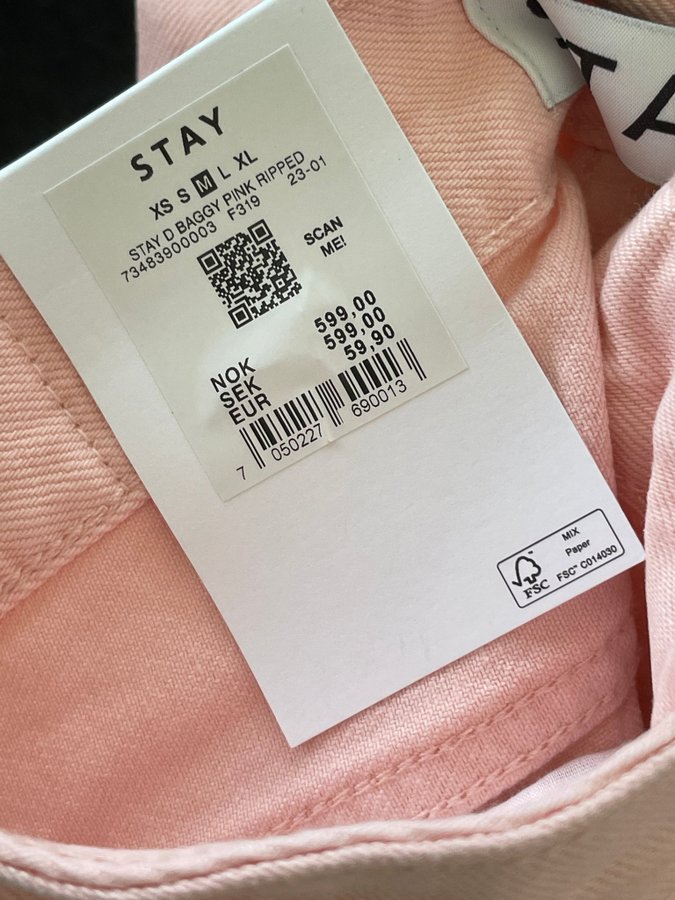 STAY
XS S M L XL
STAY D BAGGY PINK RIPPED
73483900003 F319 23-01
SCAN
ME!
NOK 599,00
SEK 599,00
EUR 59,90
7 050227 690013
MIX
Paper
FSC™ C014030
FSC